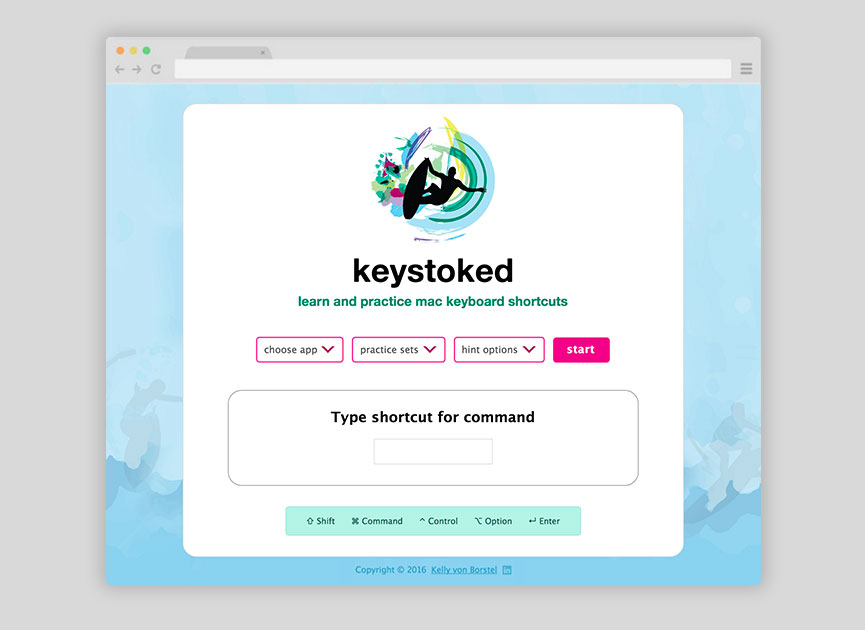 keystoked
learn and practice mac keyboard shortcuts
choose app practice sets hint options start
Type shortcut for command
⇧ Shift ⌘ Command ^ Control ⌥ Option ↵ Enter
Copyright © 2016 Kelly von Borstel in